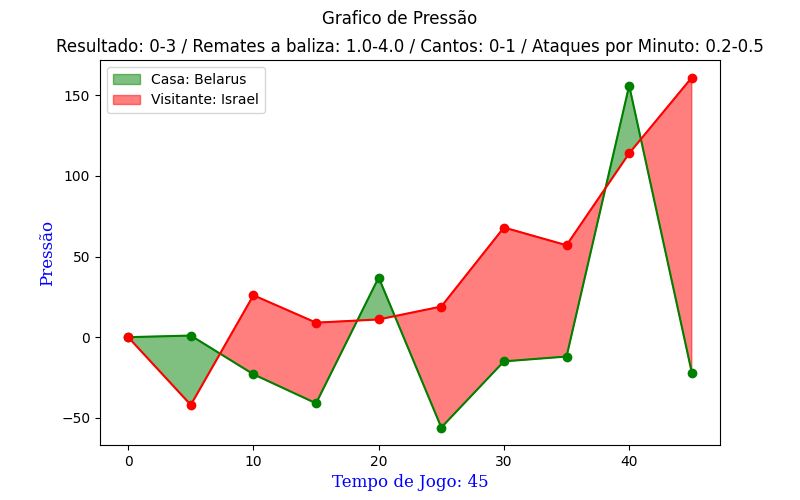 Grafico de Pressão
Resultado: 0-3 / Remates a baliza: 1.0-4.0 / Cantos: 0-1 / Ataques por Minuto: 0.2-0.5
Casa: Belarus
Visitante: Israel
Pressão
150
100
50
0
−50
0 10 20 30 40
Tempo de Jogo: 45